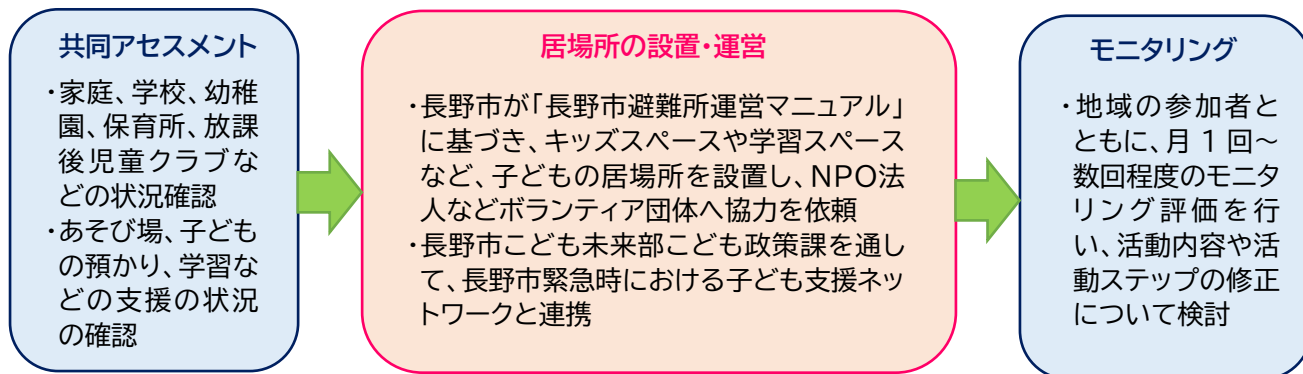 共同アセスメント
・家庭、学校、幼稚
園、保育所、放課
後児童クラブな
どの状況確認
・あそび場、子ども
の預かり、学習な
どの支援の状況
の確認
居場所の設置・運営
・長野市が「長野市避難所運営マニュアル」
に基づき、キッズスペースや学習スペース
など、子どもの居場所を設置し、NPO法
人などボランティア団体へ協力を依頼
・長野市こども未来部こども政策課を通し
て、長野市緊急時における子ども支援ネッ
トワークと連携
モニタリング
・地域の参加者と
ともに、月 1 回～
数回程度のモニタ
リング評価を行
い、活動内容や活
動ステップの修正
について検討